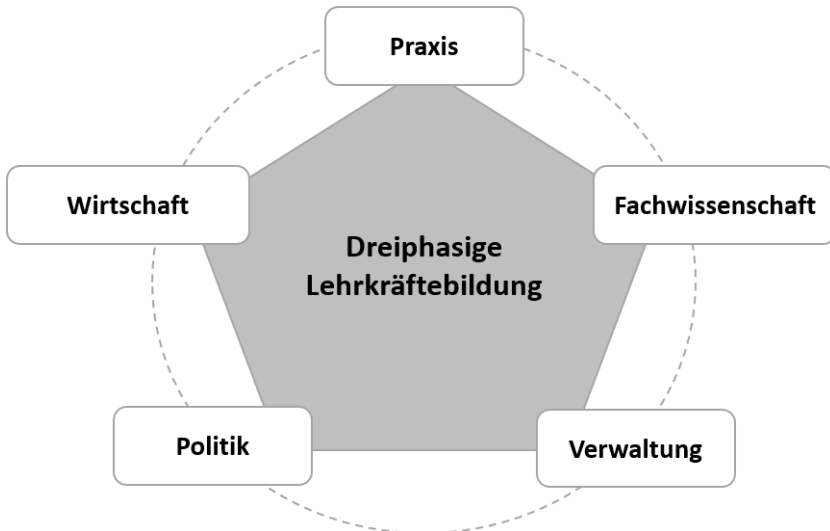 Praxis
Wirtschaft
Fachwissenschaft
Dreiphasige
Lehrkräftebildung
Politik
Verwaltung